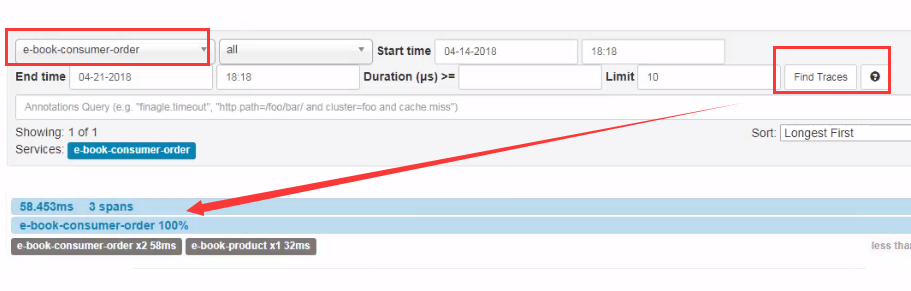 e-book-consumer-order all Start time 04-14-2018 18:18
End time 04-21-2018 18:18 Duration (μs) >= Limit 10 Find Traces ?
Annotations Query (e.g. "finagle.timeout", "http.path=/foo/bar/ and cluster=foo and cache.miss")
Showing: 1 of 1
Sort: Longest First
Services: e-book-consumer-order
58.453ms 3 spans
e-book-consumer-order 100%
e-book-consumer-order x2 58ms e-book-product x1 32ms less than